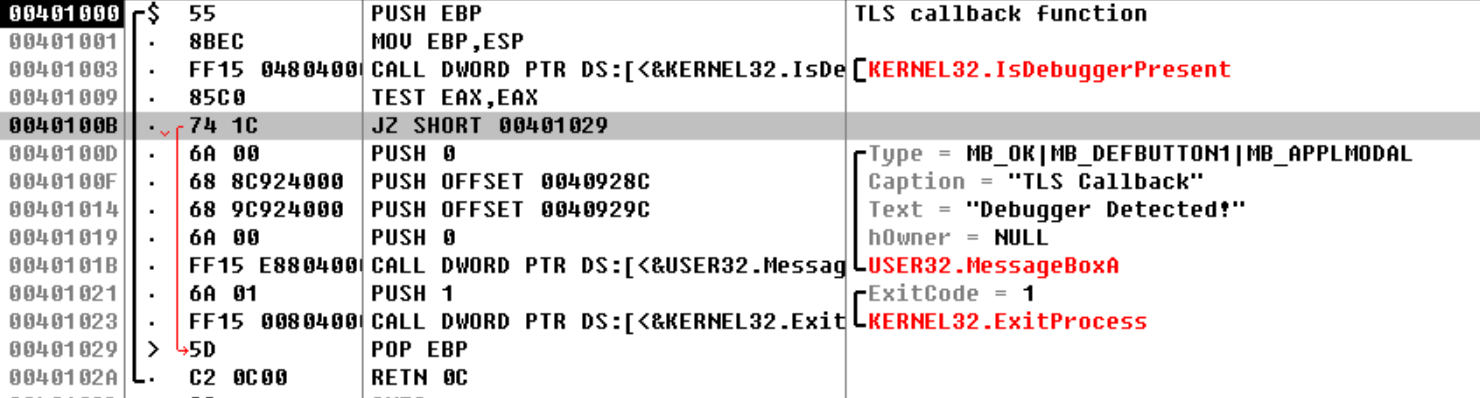 00401000 $ 55 PUSH EBP TLS callback function
00401001 . 8BEC MOV EBP,ESP
00401003 . FF15 04804000 CALL DWORD PTR DS:[<&KERNEL32.IsDe KERNEL32.IsDebuggerPresent
00401009 . 85C0 TEST EAX,EAX
0040100B . 74 1C JZ SHORT 00401029
0040100D . 6A 00 PUSH 0 Type = MB_OK|MB_DEFBUTTON1|MB_APPLMODAL
0040100F . 68 8C924000 PUSH OFFSET 0040928C Caption = "TLS Callback"
00401014 . 68 9C924000 PUSH OFFSET 0040929C Text = "Debugger Detected!"
00401019 . 6A 00 PUSH 0 hOwner = NULL
0040101B . FF15 E8804000 CALL DWORD PTR DS:[<&USER32.Messag USER32.MessageBoxA
00401021 . 6A 01 PUSH 1 ExitCode = 1
00401023 . FF15 00804000 CALL DWORD PTR DS:[<&KERNEL32.Exit KERNEL32.ExitProcess
00401029 > 5D POP EBP
0040102A . C2 0C00 RETN 0C